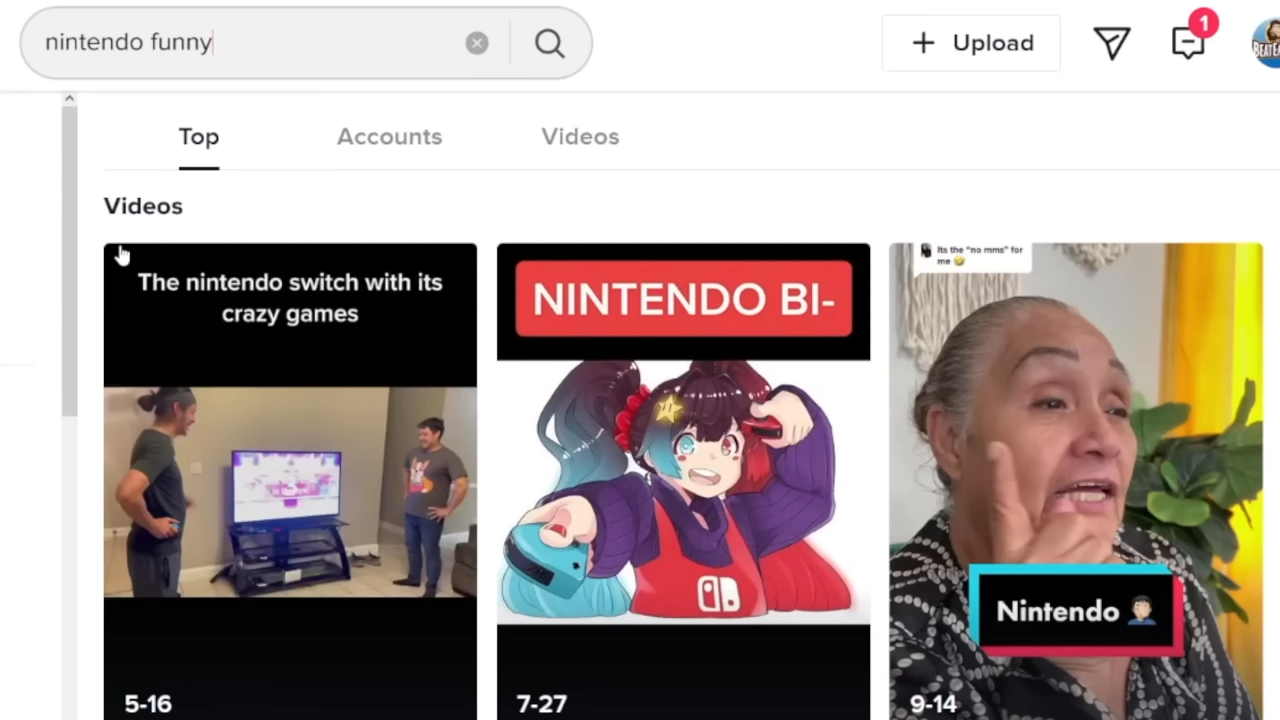 nintendo funny
Upload
1
Top
Accounts
Videos
Videos
The nintendo switch with its
crazy games
NINTENDO BI-
Its the "no mms" for
me 🤣
Nintendo 🤦🏻‍♂️
5-16
7-27
9-14